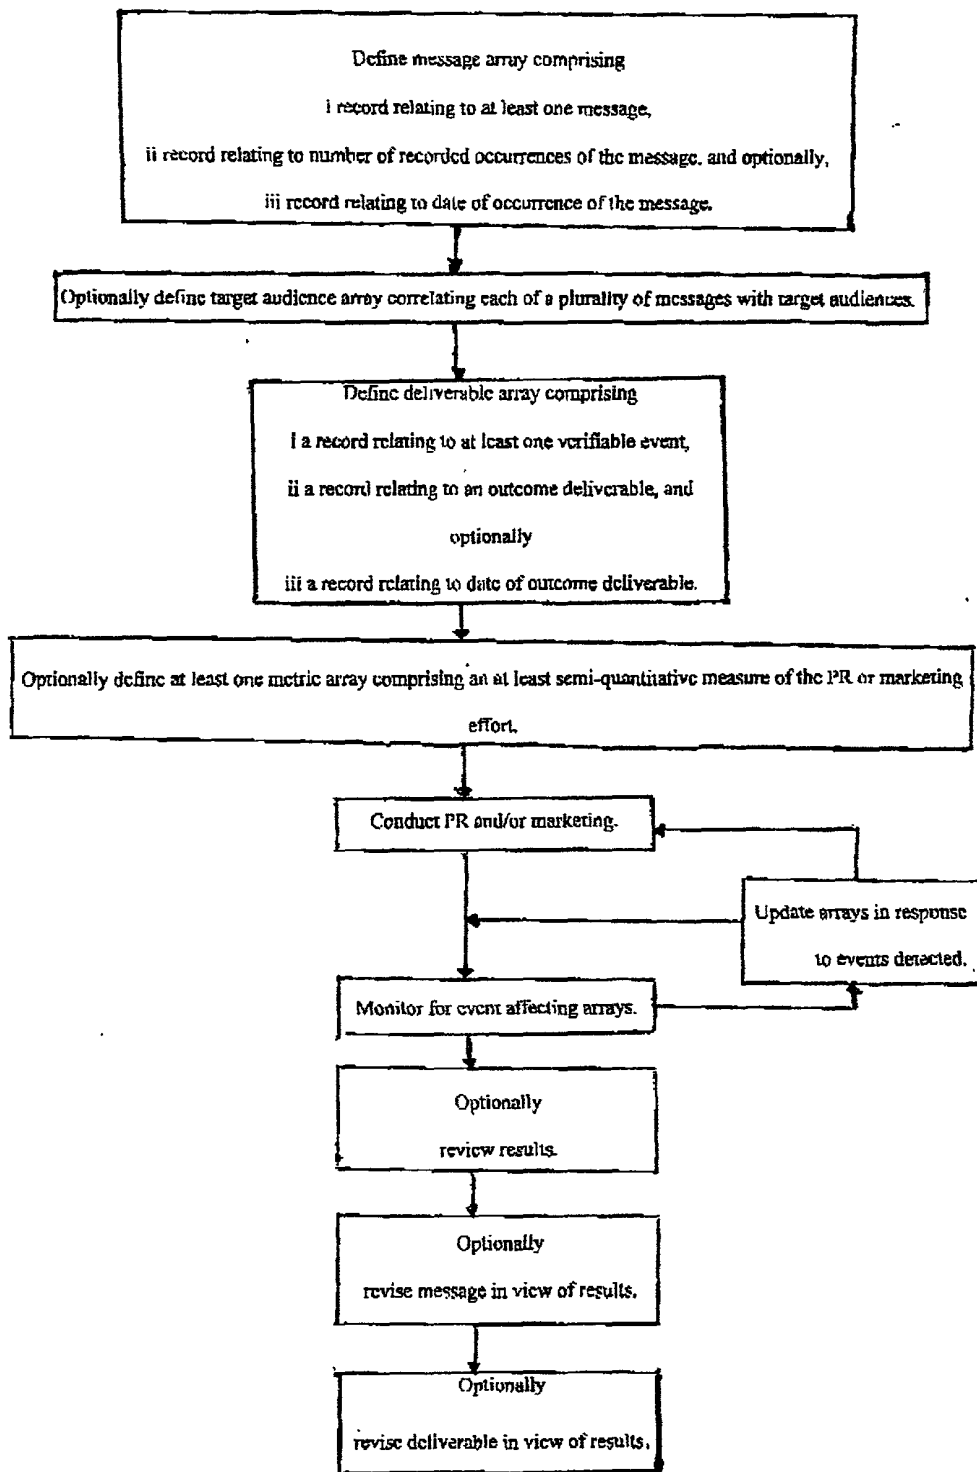 Define message array comprising
i record relating to at least one message,
ii record relating to number of recorded occurrences of the message, and optionally,
iii record relating to date of occurrence of the message.
Optionally define target audience array correlating each of a plurality of messages with target audiences.
Define deliverable array comprising
i a record relating to at least one verifiable event,
ii a record relating to an outcome deliverable, and
optionally
iii a record relating to date of outcome deliverable.
Optionally define at least one metric array comprising an at least semi-quantitative measure of the PR or marketing
effort.
Conduct PR and/or marketing.
Update arrays in response
to events detected.
Monitor for event affecting arrays.
Optionally
review results.
Optionally
revise message in view of results.
Optionally
revise deliverable in view of results.